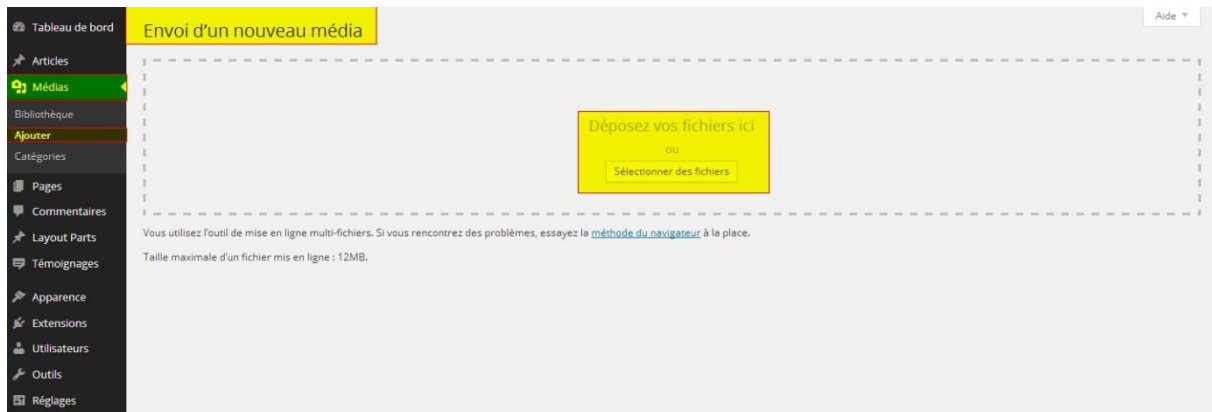 Tableau de bord
Articles
Médias
Bibliothèque
Ajouter
Catégories
Pages
Commentaires
Layout Parts
Témoignages
Apparence
Extensions
Utilisateurs
Outils
Réglages
Aide
Envoi d’un nouveau média
Déposez vos fichiers ici
ou
Sélectionner des fichiers
Vous utilisez l’outil de mise en ligne multi-fichiers. Si vous rencontrez des problèmes, essayez la méthode du navigateur à la place.
Taille maximale d’un fichier mis en ligne : 12MB.